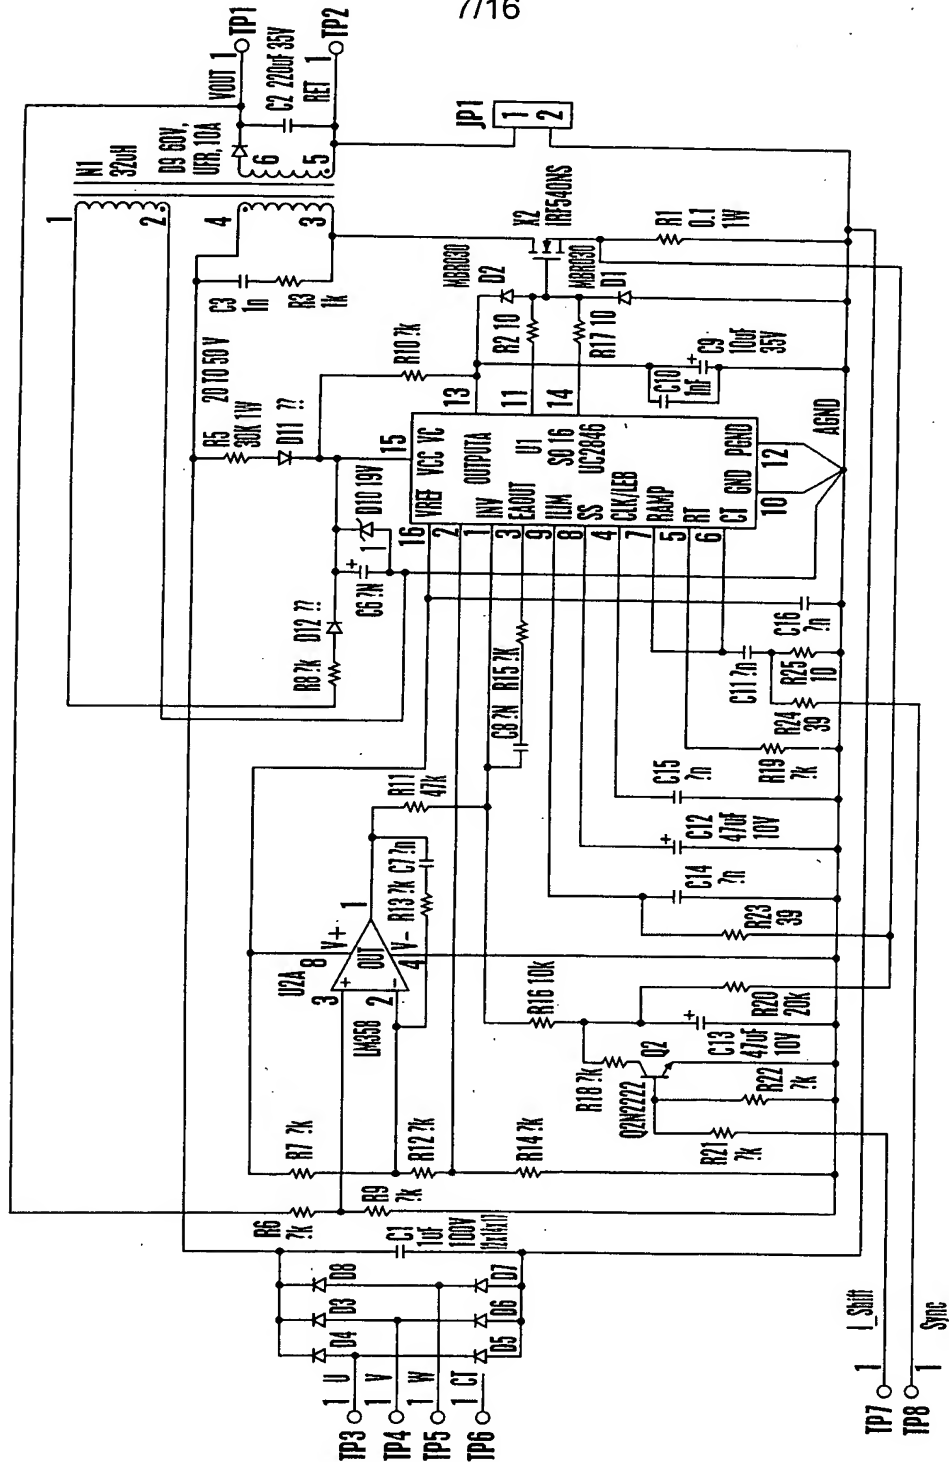 7/16
VOUT 1 TP1
C2 220uF 35V
RET 1 TP2
JP1
1
2
N1
32uH
D9 60V,
UFR, 10A
6
5
1
2
4
3
C3
1n
R3
1k
20 TO 50 V
R5
30K 1W
D11 ??
R10 ?k
MBR030
D2
R2 10
X2
IRF540NS
MBR030
D1
R17 10
R1
0.1
1W
C10
1nF
C9
+
10uF
35V
13
11
14
15
VCC VC
OUTPUTA
U1
SO 16
UC2846
GND PGND
10
12
AGND
16
2
1
3
9
8
4
7
5
6
VREF
INV
EAOUT
ILIM
SS
CLK/LEB
RAMP
RT
CT
D10 19V
1
C6 ?N
+
D12 ??
R8 ?k
C8 ?N
R15 ?K
C16
?n
C11 ?n
R25
10
R24
39
R19
?k
C15
?n
C12
+
47uF
10V
C14
?n
R23
39
R11
47k
R13 ?k C7 ?n
1
8 V+
U2A
OUT
V-
4
3
2
+
-
LM358
R16 10K
R20
20k
C13
+
47uF
10V
R18 ?k
Q2
Q2N2222
R22
?k
R21
?k
R7 ?k
R12 ?k
R14 ?k
R6
?k
R9
?k
C1
1uF
100V
12x14x17
D8
D3
D4
D7
D6
D5
TP3 1 U
TP4 1 V
TP5 1 W
TP6 1 CT
TP7 1 I_Shift
TP8 1 Sync